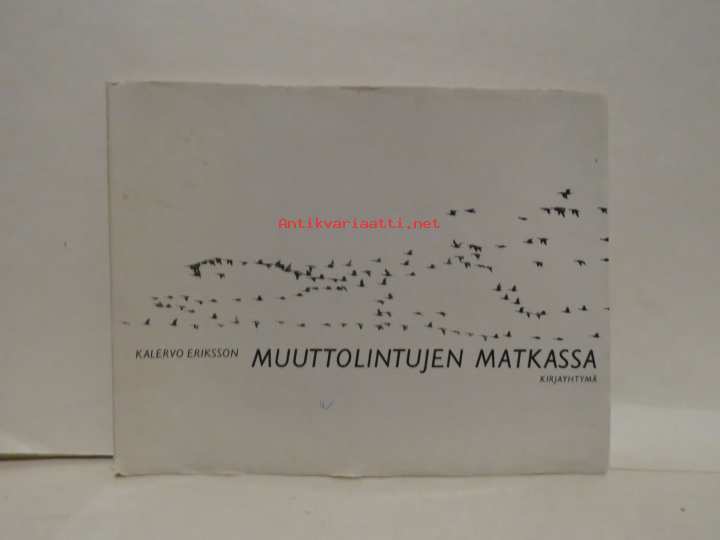 Antikvariaatti.net
KALERVO ERIKSSON MUUTTOLINTUJEN MATKASSA
KIRJAYHTYMÄ